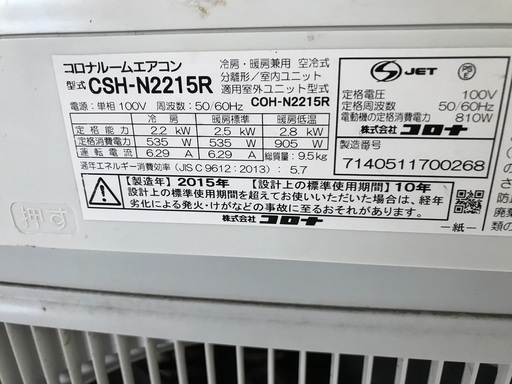 コロナルームエアコン
型式 CSH-N2215R
冷房・暖房兼用 空冷式
分離形/室内ユニット
適用室外ユニット型式
COH-N2215R
電源:単相100V 周波数:50/60Hz
冷房 暖房標準 暖房低温
定格能力 2.2 kW 2.5 kW 2.8 kW
定格消費電力 535 W 535 W 905 W
運転電流 6.29 A 6.29 A 総質量:9.5kg
通年エネルギー消費効率(JIS C 9612:2013): 5.7
【製造年】2015年【設計上の標準使用期間】10年
設計上の標準使用期間を超えてお使いいただいた場合は、経年
劣化による発火・けがなどの事故に至るおそれがあります。
株式会社 コロナ
S JET
PS E
定格電圧 100V
定格周波数 50/60Hz
電動機の定格消費電力 810W
株式会社 コロナ
製造番号
7140511700268
-紙-
押す